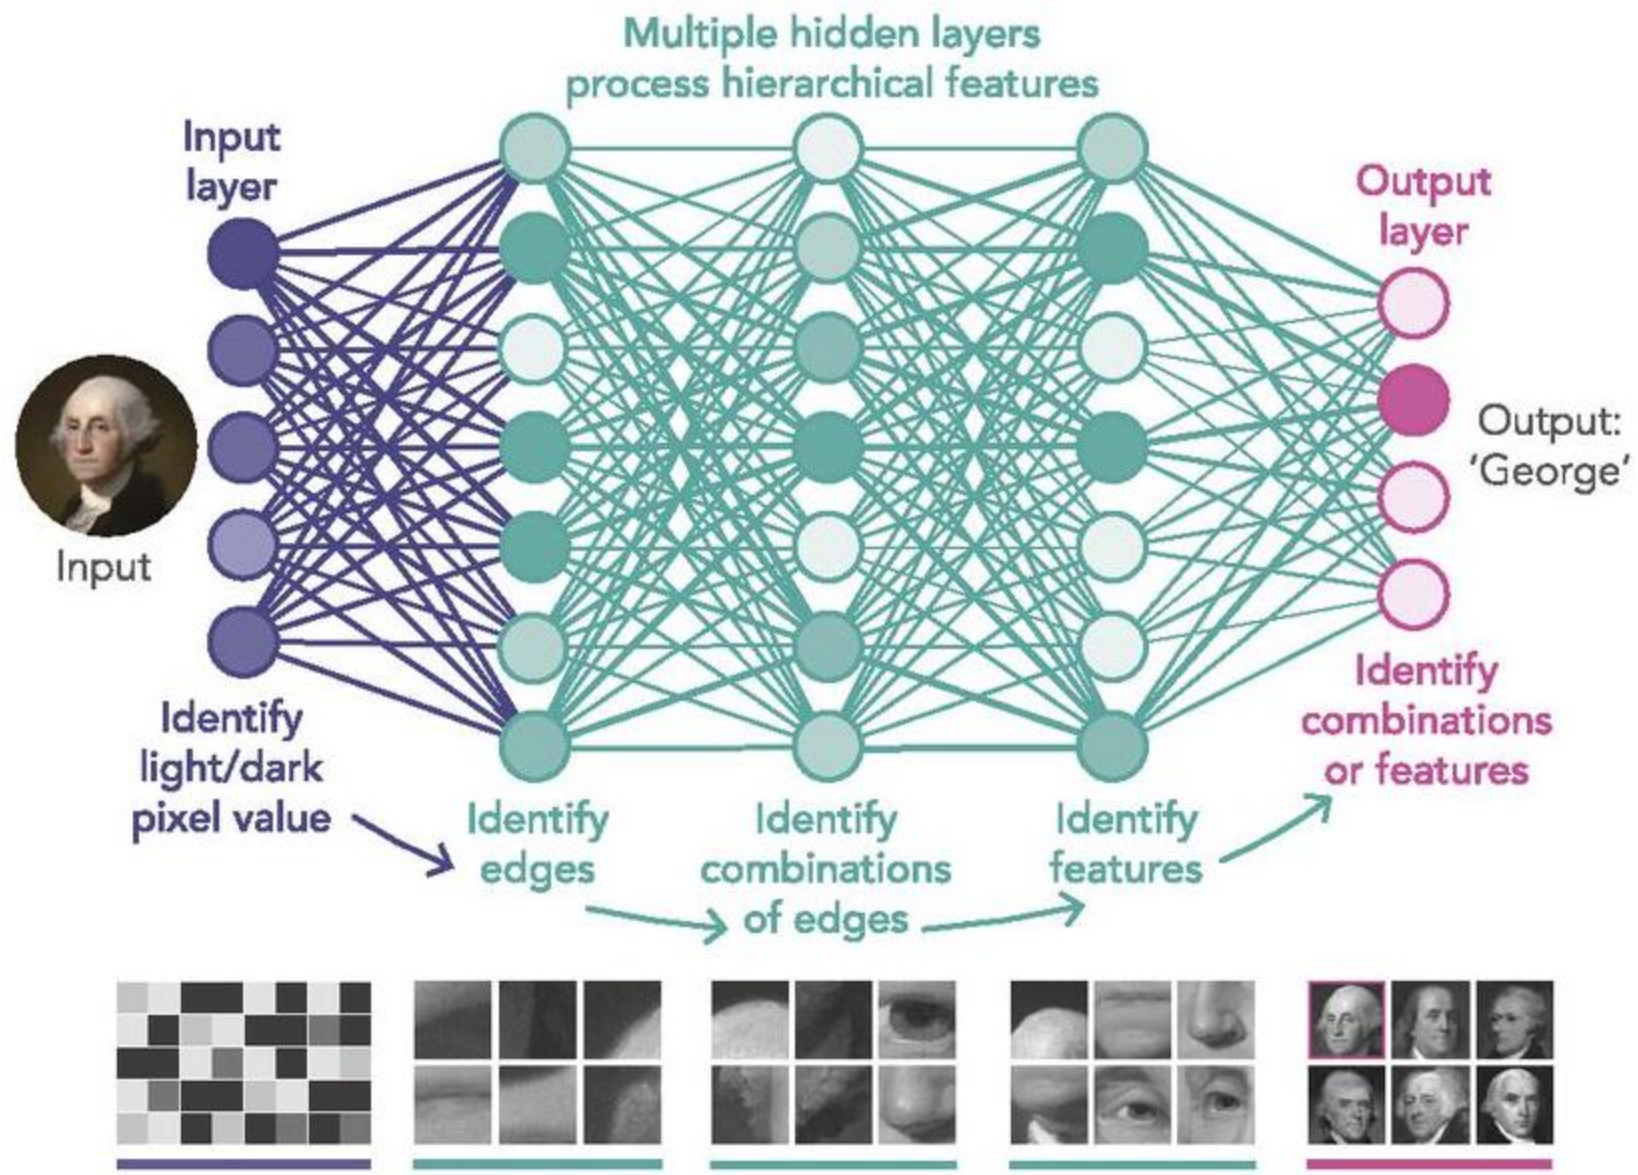 Multiple hidden layers
process hierarchical features
Input
layer
Output
layer
Input
Output:
‘George’
Identify
light/dark
pixel value
Identify
edges
Identify
combinations
of edges
Identify
features
Identify
combinations
or features